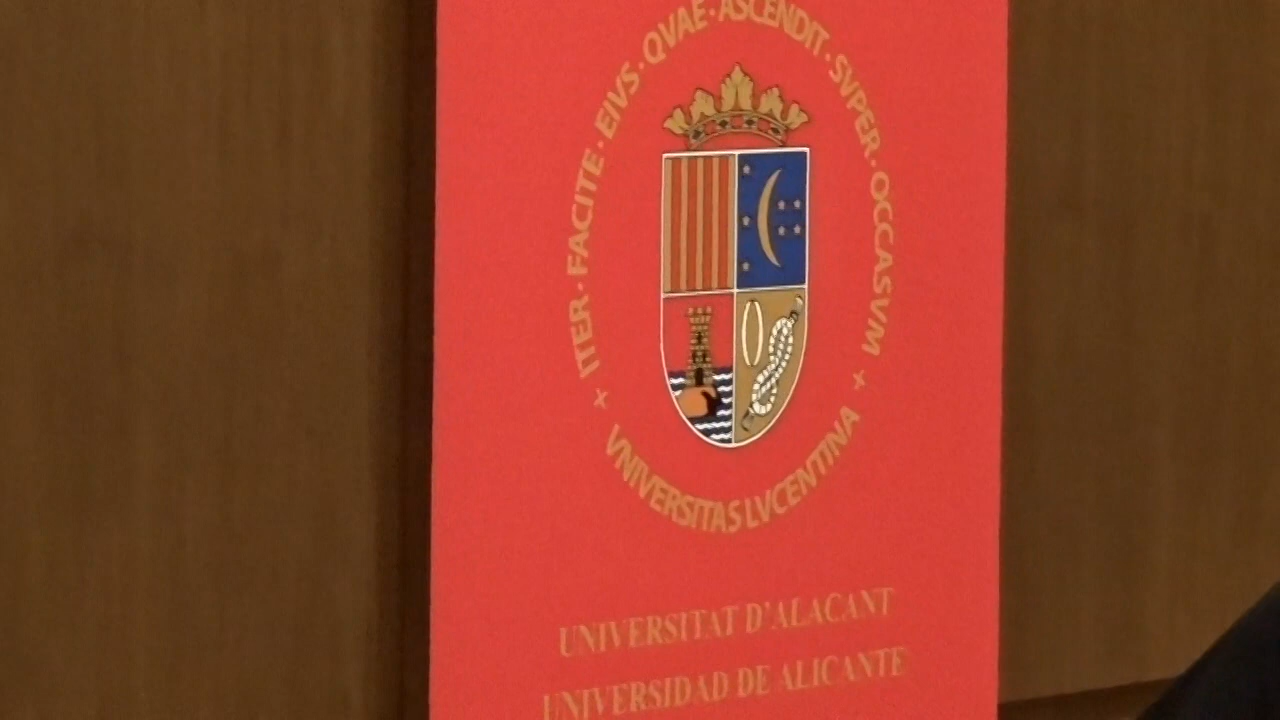 ITER·FACITE·EIVS·QVAE·ASCENDIT·SVPER·OCCASVM
VNIVERSITAS LVCENTINA
UNIVERSITAT D'ALACANT
UNIVERSIDAD DE ALICANTE